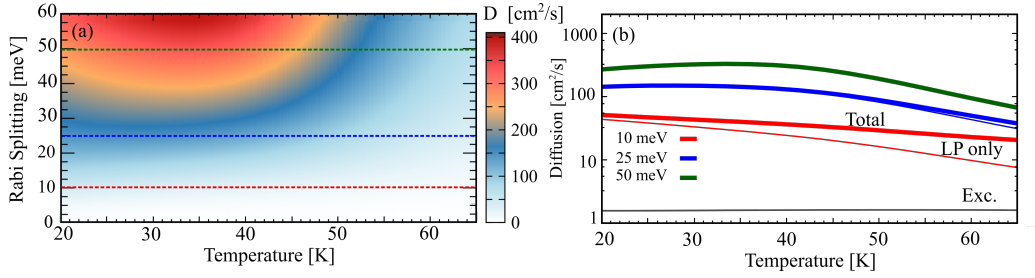 D [cm²/s]
(a)
Rabi Splitting [meV]
60
50
40
30
20
10
0
20
30
40
50
60
Temperature [K]
400
300
200
100
0
(b)
Diffusion [cm²/s]
1000
100
10
1
Total
10 meV
25 meV
50 meV
LP only
Exc.
20
30
40
50
60
Temperature [K]